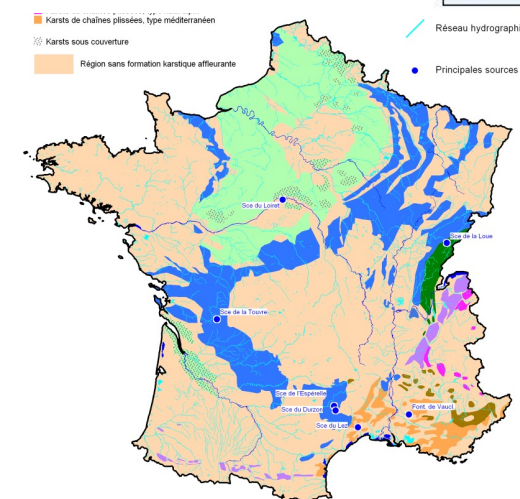 Karsts de chaînes plissées, type méditerranéen
Karsts sous couverture
Région sans formation karstique affleurante
Réseau hydrographi
Principales sources
Sce du Loiret
Sce de la Loue
Sce de la Touvre
Sce de l'Espérelle
Sce du Durzon
Sce du Lez
Font. de Vaucl